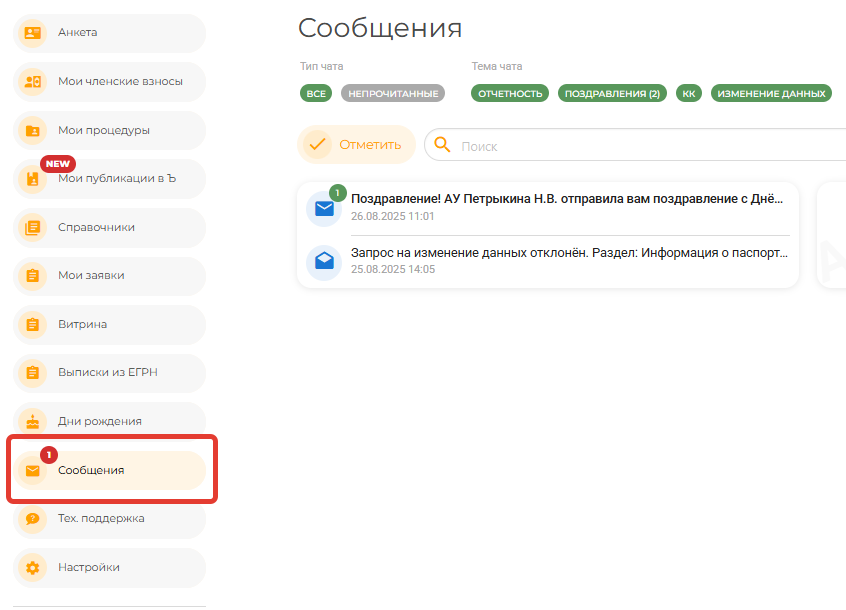 Анкета
Мои членские взносы
Мои процедуры
NEW
Мои публикации в Ъ
Справочники
Мои заявки
Витрина
Выписки из ЕГРН
Дни рождения
1
Сообщения
Тех. поддержка
Настройки
Сообщения
Тип чата
ВСЕ НЕПРОЧИТАННЫЕ
Тема чата
ОТЧЕТНОСТЬ ПОЗДРАВЛЕНИЯ (2) КК ИЗМЕНЕНИЕ ДАННЫХ
Отметить
Поиск
1
Поздравление! АУ Петрыкина Н.В. отправила вам поздравление с Днё...
26.08.2025 11:01
Запрос на изменение данных отклонён. Раздел: Информация о паспорт...
25.08.2025 14:05